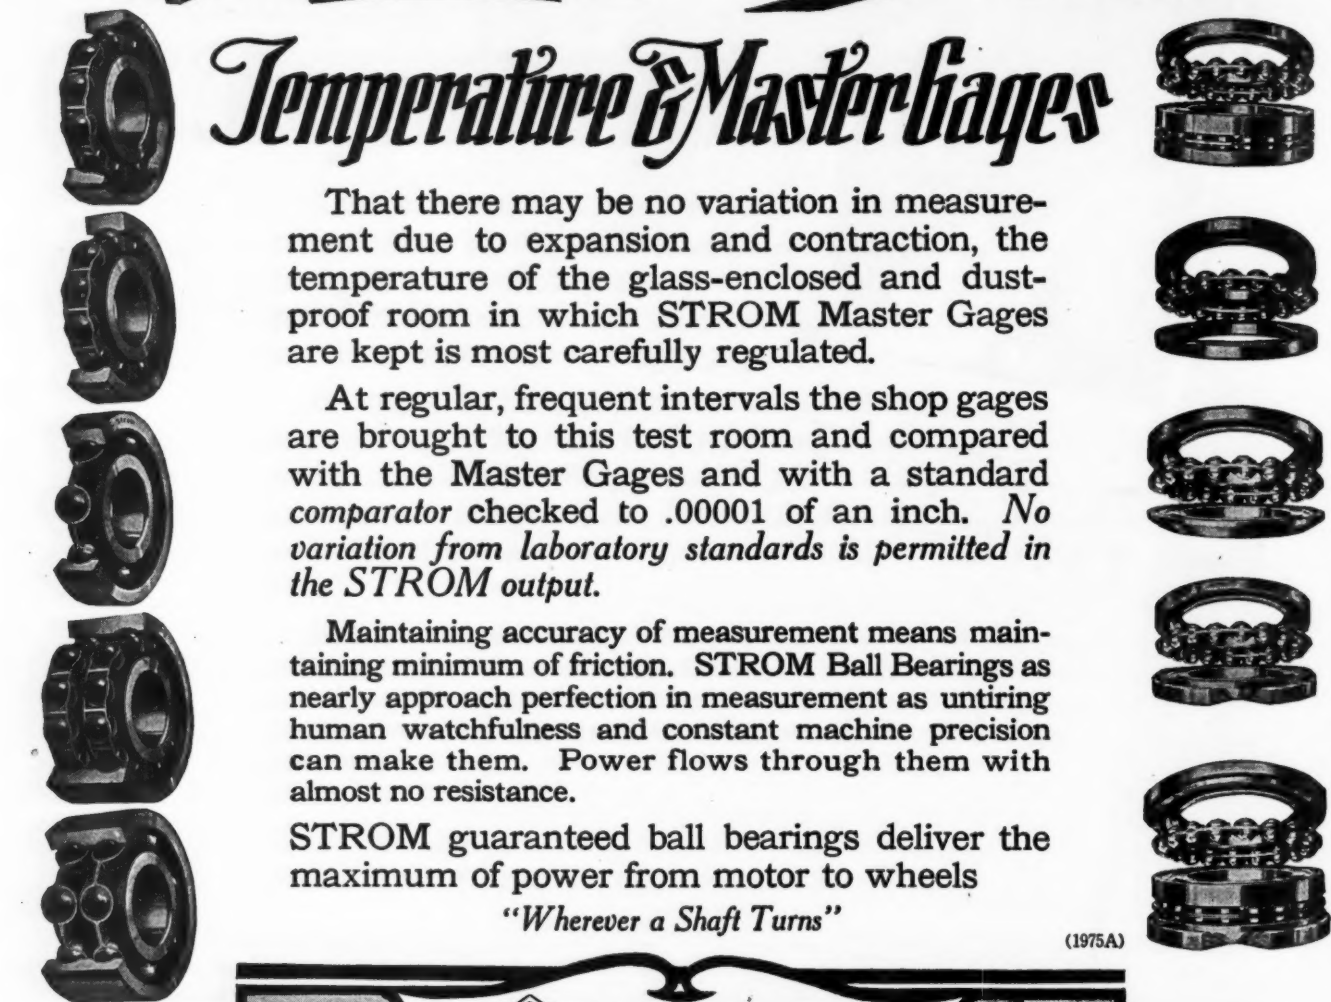 Temperature & Master Gages
That there may be no variation in measure-
ment due to expansion and contraction, the
temperature of the glass-enclosed and dust-
proof room in which STROM Master Gages
are kept is most carefully regulated.
At regular, frequent intervals the shop gages
are brought to this test room and compared
with the Master Gages and with a standard
comparator checked to .00001 of an inch. No
variation from laboratory standards is permitted in
the STROM output.
Maintaining accuracy of measurement means main-
taining minimum of friction. STROM Ball Bearings as
nearly approach perfection in measurement as untiring
human watchfulness and constant machine precision
can make them. Power flows through them with
almost no resistance.
STROM guaranteed ball bearings deliver the
maximum of power from motor to wheels
"Wherever a Shaft Turns"
(1975A)